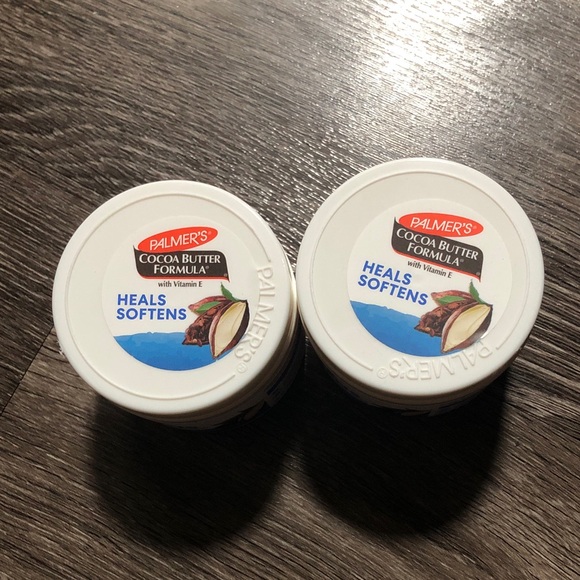 PALMER'S®
COCOA BUTTER
FORMULA®
with Vitamin E
HEALS
SOFTENS
PALMER'S®
PALMER'S®
COCOA BUTTER
FORMULA®
with Vitamin E
HEALS
SOFTENS
PALMER'S®